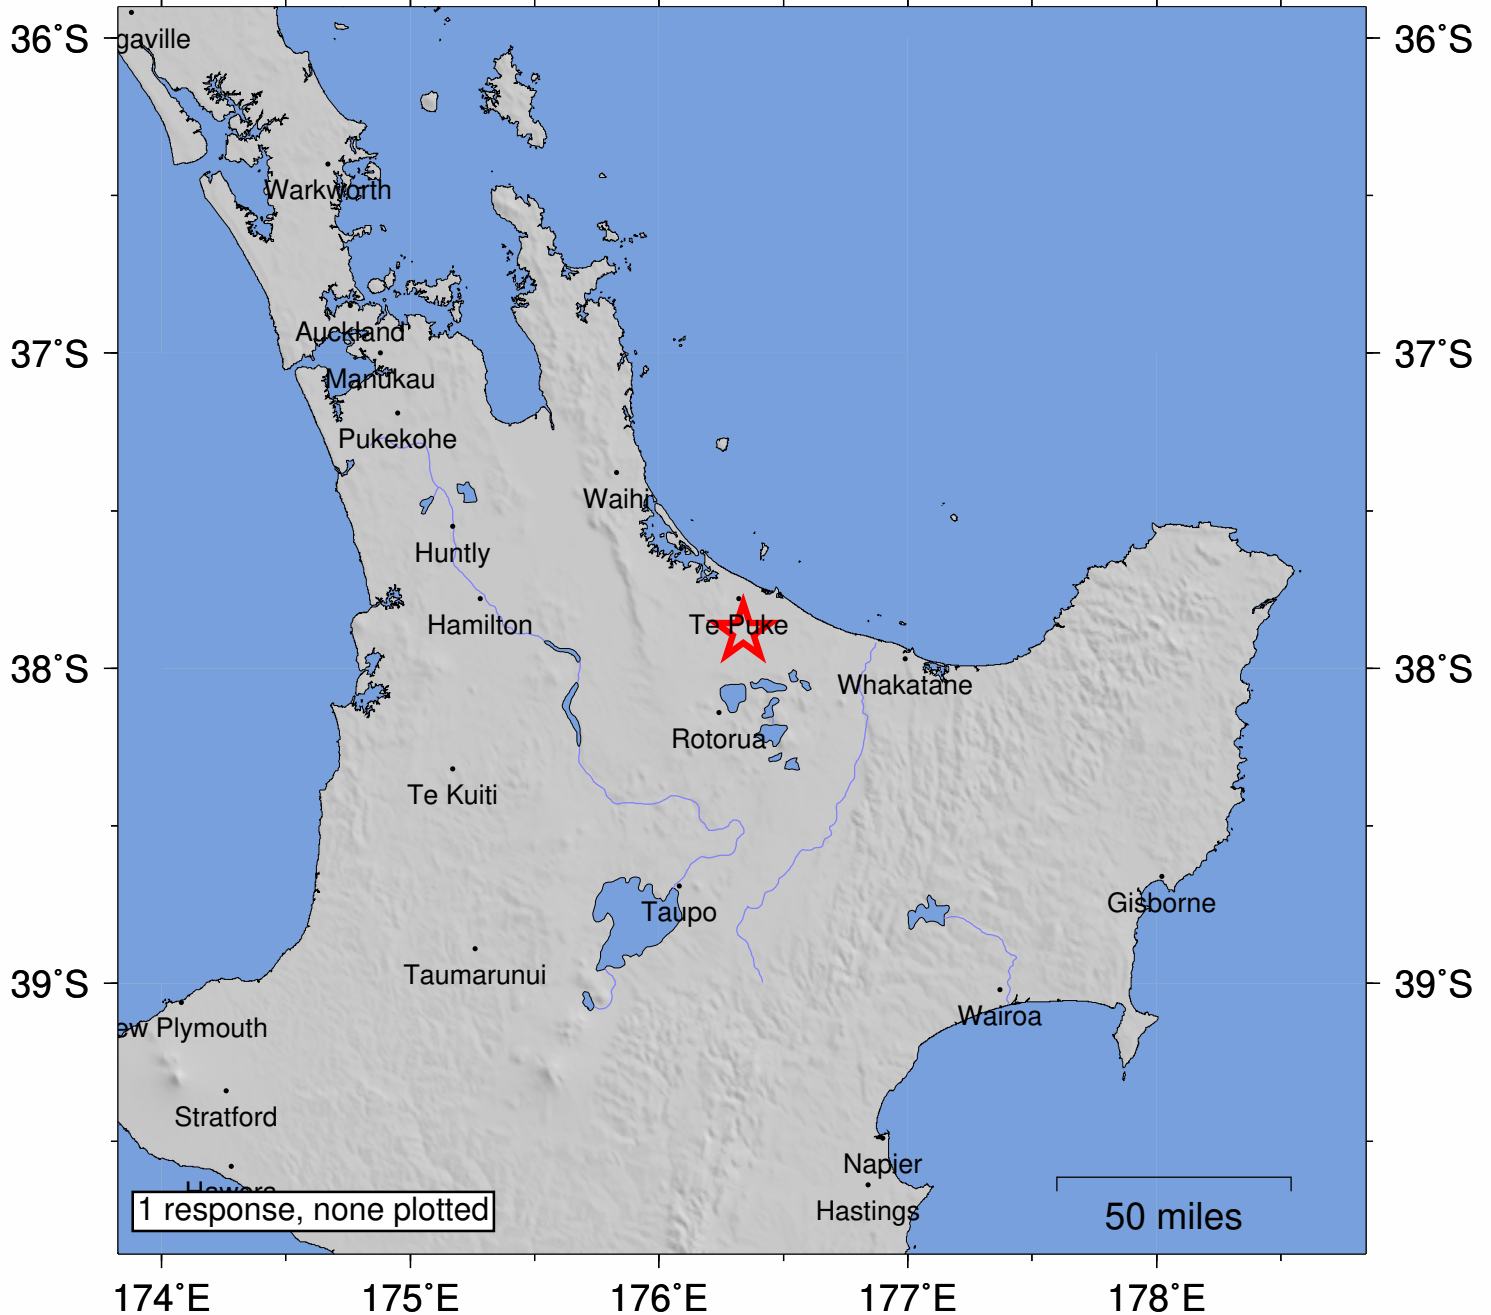 36°S
36°S
gaville
Warkworth
Auckland
37°S
37°S
Manukau
Pukekohe
Waihi
Huntly
Hamilton
Te Puke
38°S
38°S
Whakatane
Rotorua
Te Kuiti
Taupo
Gisborne
Taumarunui
39°S
39°S
Wairoa
ew Plymouth
Stratford
Napier
Hawera
1 response, none plotted
Hastings
50 miles
174°E
175°E
176°E
177°E
178°E